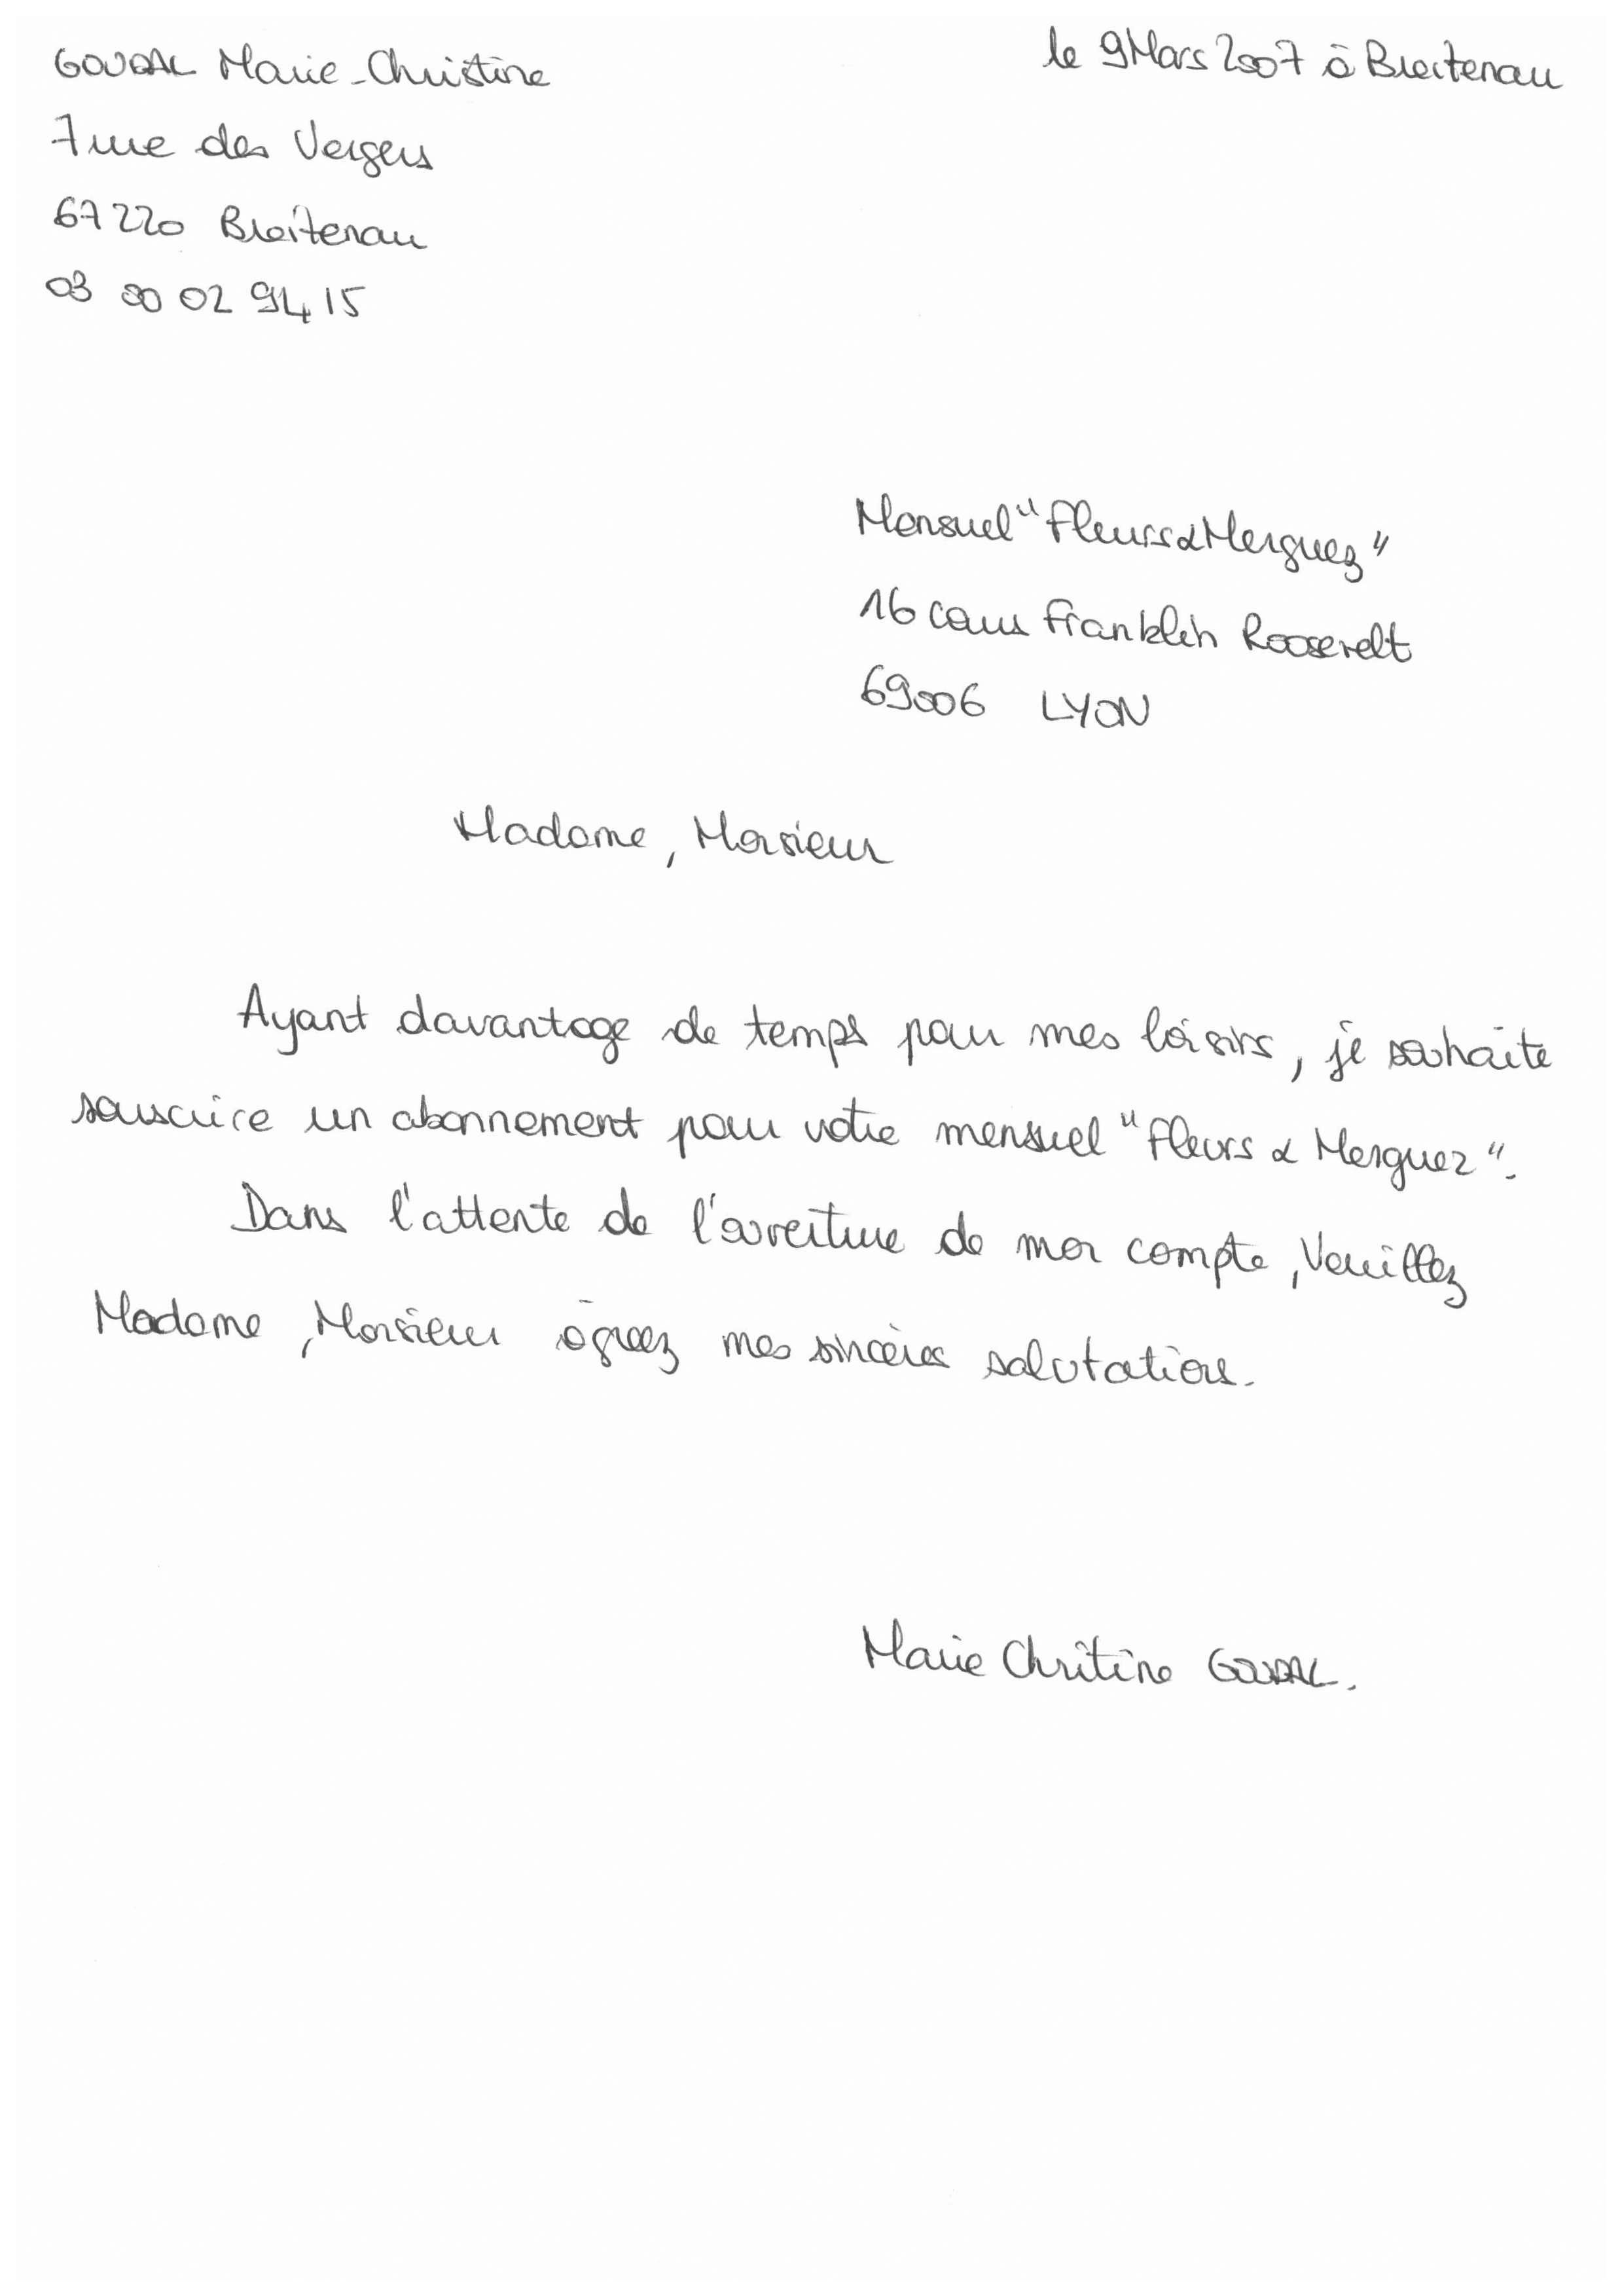 GOUDAL Marie-Christine
le 9 Mars 2007 à Breitenau
7 rue des Vergers
67220 Breitenau
03 00 02 94 15
Mensuel "Fleurs & Merguez"
16 cours Franklin Roosevelt
69006 LYON
Madame, Monsieur
Ayant davantage de temps pour mes loisirs, je souhaite
souscrire un abonnement pour votre mensuel "Fleurs & Merguez".
Dans l'attente de l'ouverture de mon compte, Veuillez
Madame, Monsieur agréez mes sincères salutations.
Marie Chritine GOUDAL.